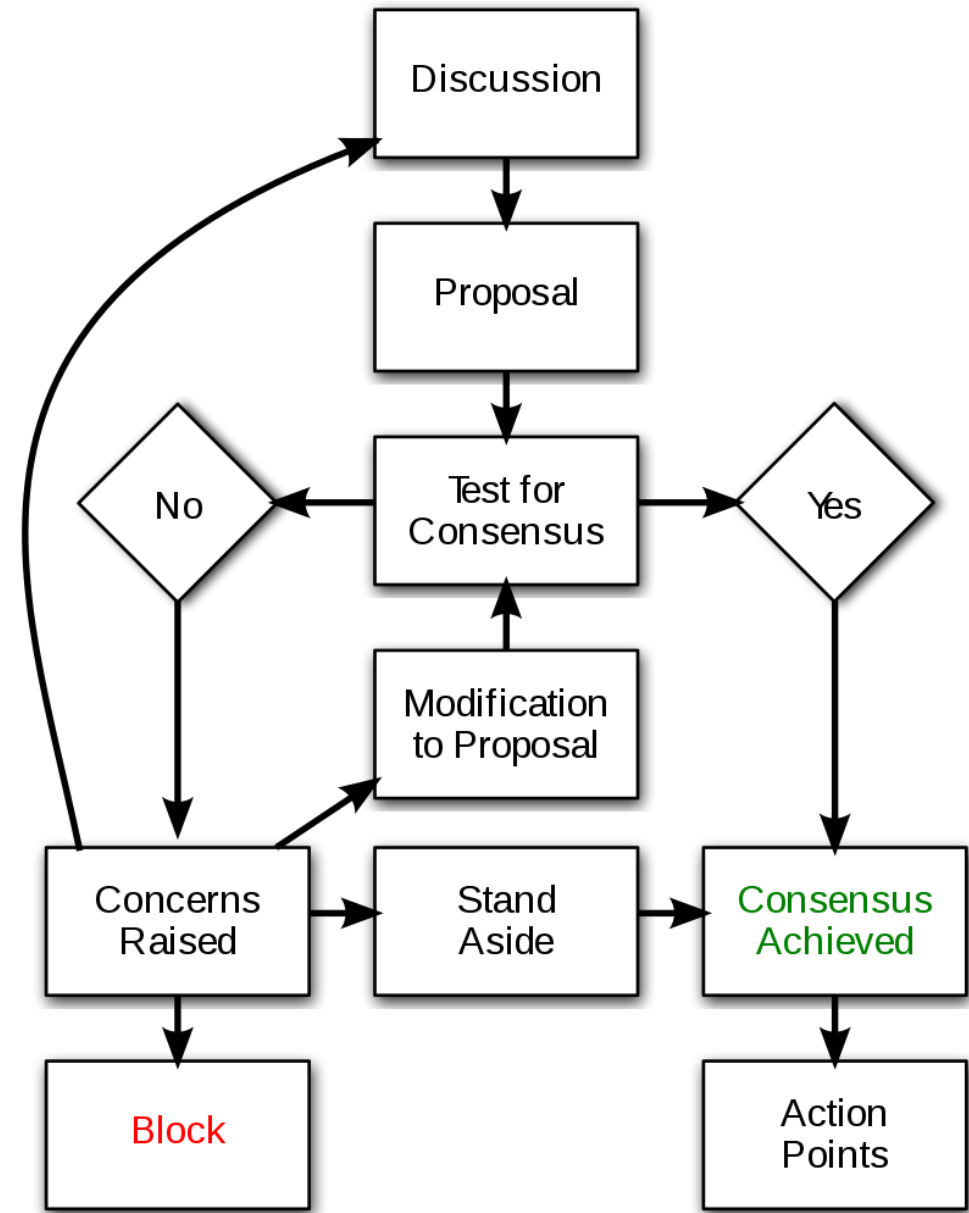 Discussion
Proposal
No
Test for
Consensus
Yes
Modification
to Proposal
Concerns
Raised
Stand
Aside
Consensus
Achieved
Block
Action
Points